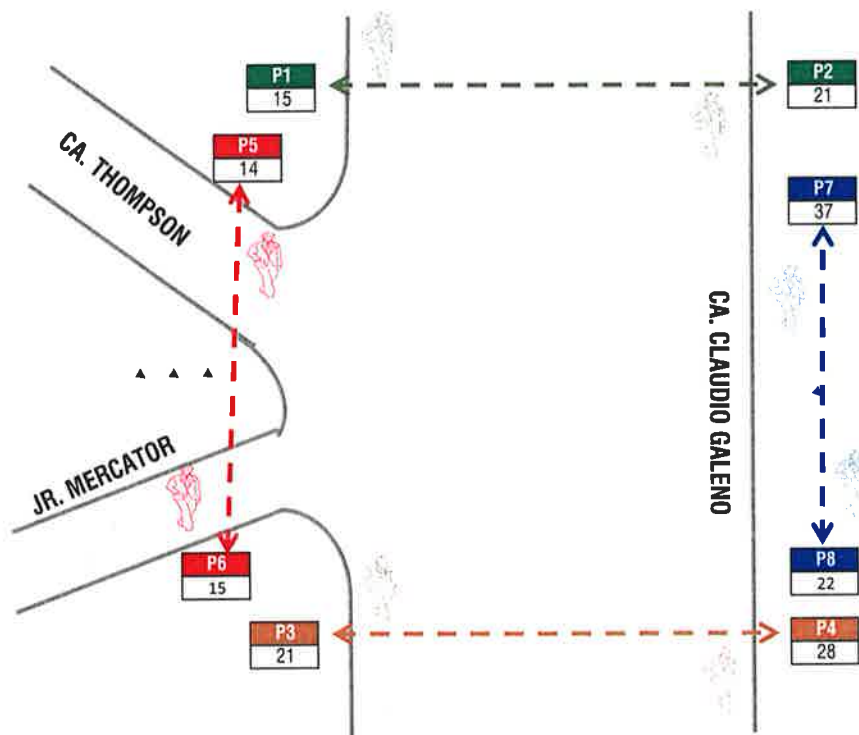 P1
15
P2
21
P5
14
CA. THOMPSON
P7
37
CA. CLAUDIO GALENO
JR. MERCATOR
P6
15
P8
22
P3
21
P4
28